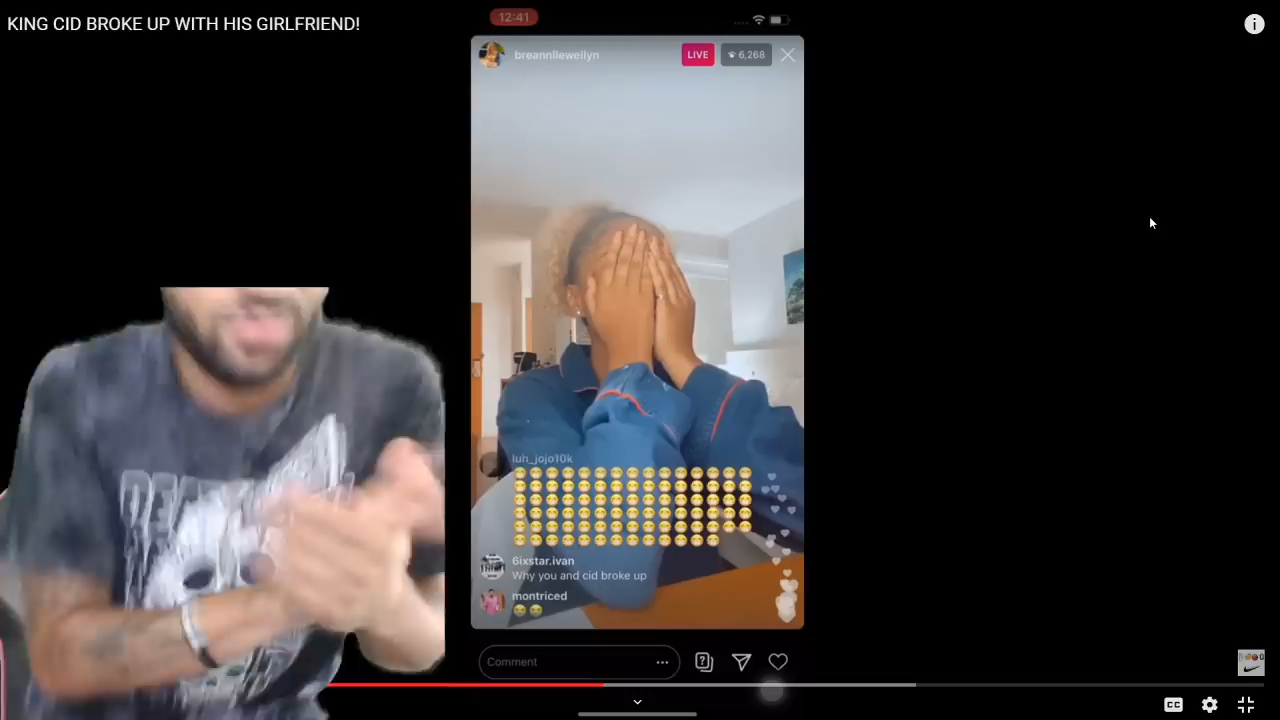 KING CID BROKE UP WITH HIS GIRLFRIEND!
12:41
breannllewellyn
LIVE
6,268
luh_jojo10k
6ixstar.ivan
Why you and cid broke up
montriced
Comment
CC